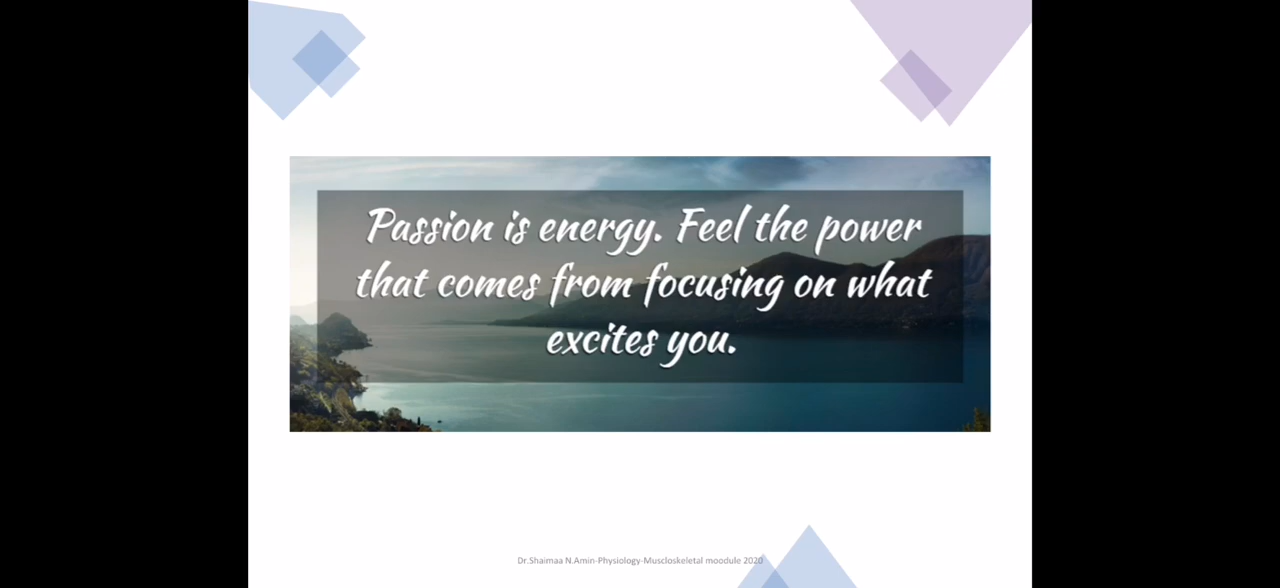 Passion is energy. Feel the power
that comes from focusing on what
excites you.
Dr.Shaimaa N.Amin-Physiology-Muscloskeletal moodule 2020